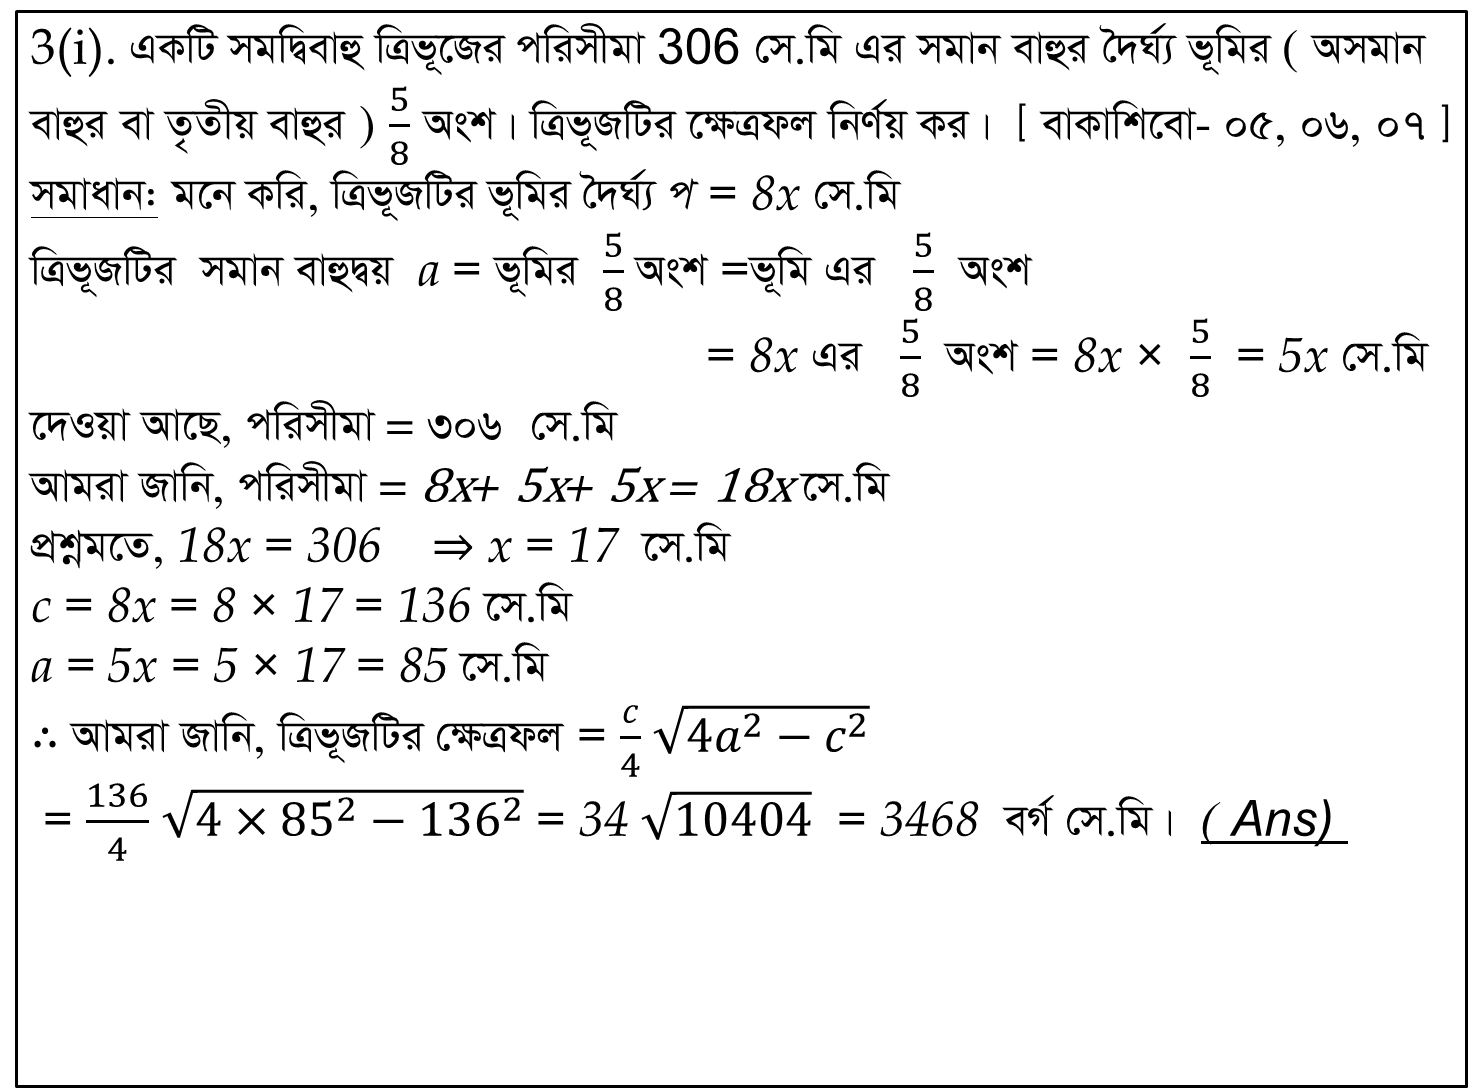 3(i). একটি সমদ্বিবাহু ত্রিভূজের পরিসীমা 306 সে.মি এর সমান বাহুর দৈর্ঘ্য ভূমির ( অসমান
বাহুর বা তৃতীয় বাহুর ) 5/8 অংশ। ত্রিভূজটির ক্ষেত্রফল নির্ণয় কর। [ বাকাশিবো- ০৫, ০৬, ০৭ ]
সমাধান: মনে করি, ত্রিভূজটির ভূমির দৈর্ঘ্য প = 8x সে.মি
ত্রিভূজটির সমান বাহুদ্বয় a = ভূমির 5/8 অংশ =ভূমি এর 5/8 অংশ
= 8x এর 5/8 অংশ = 8x × 5/8 = 5x সে.মি
দেওয়া আছে, পরিসীমা = ৩০৬ সে.মি
আমরা জানি, পরিসীমা = 8x+ 5x+ 5x= 18xসে.মি
প্রশ্নমতে, 18x = 306 ⇒ x = 17 সে.মি
c = 8x = 8 × 17 = 136 সে.মি
a = 5x = 5 × 17 = 85 সে.মি
∴ আমরা জানি, ত্রিভূজটির ক্ষেত্রফল = c/4 √(4a² − c²)
= 136/4 √(4 × 85² − 136²) = 34 √10404 = 3468 বর্গ সে.মি। ( Ans)